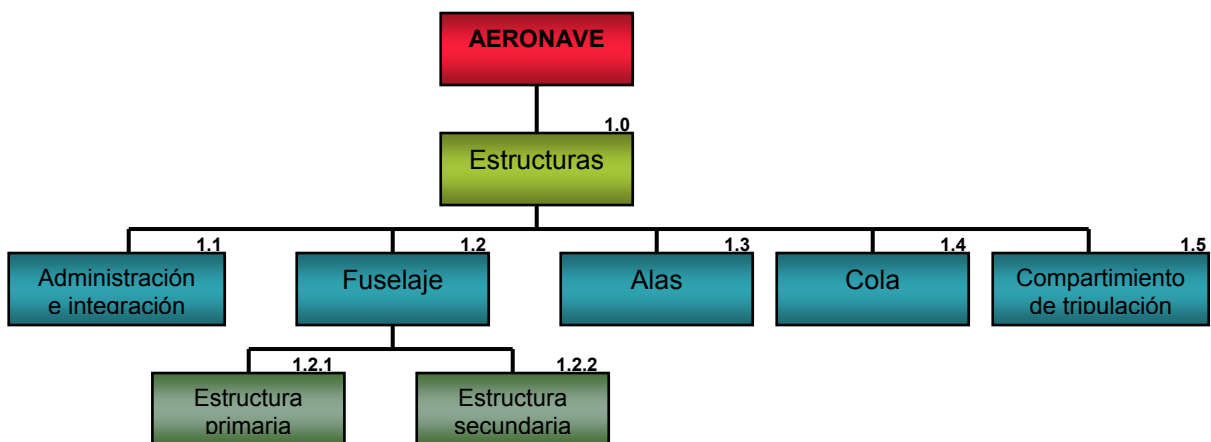 AERONAVE
1.0
Estructuras
1.1
Administración
e integración
1.2
Fuselaje
1.3
Alas
1.4
Cola
1.5
Compartimiento
de tripulación
1.2.1
Estructura
primaria
1.2.2
Estructura
secundaria